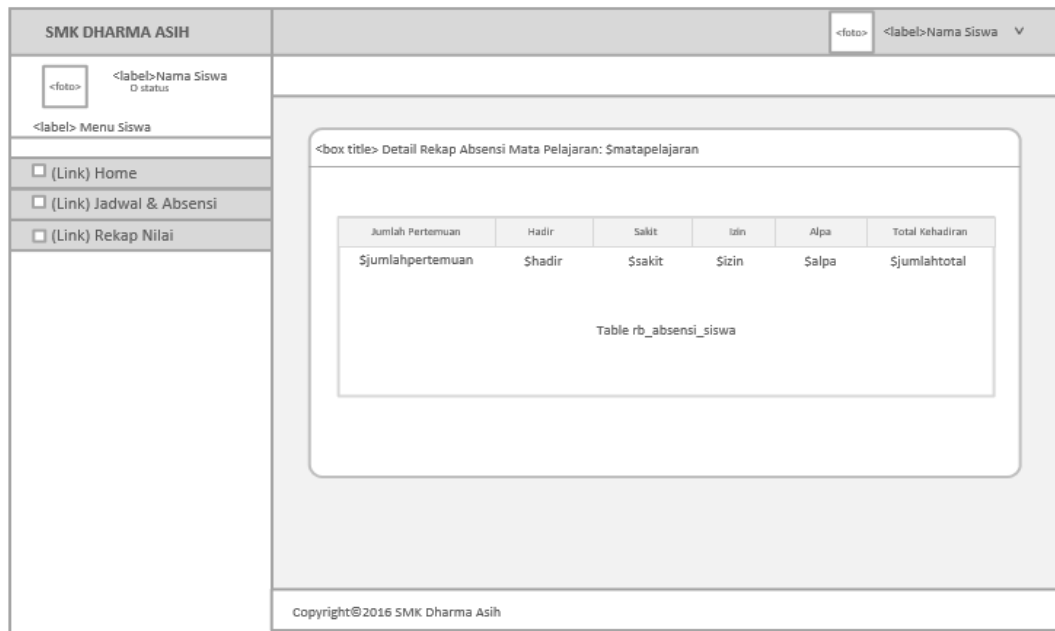 SMK DHARMA ASIH
<foto>
<label>Nama Siswa
<foto>
<label>Nama Siswa
O status
<label> Menu Siswa
(Link) Home
(Link) Jadwal & Absensi
(Link) Rekap Nilai
<box title> Detail Rekap Absensi Mata Pelajaran: $matapelajaran
Jumlah Pertemuan Hadir Sakit Izin Alpa Total Kehadiran
$jumlahpertemuan $hadir $sakit $izin $alpa $jumlahtotal
Table rb_absensi_siswa
Copyright©2016 SMK Dharma Asih